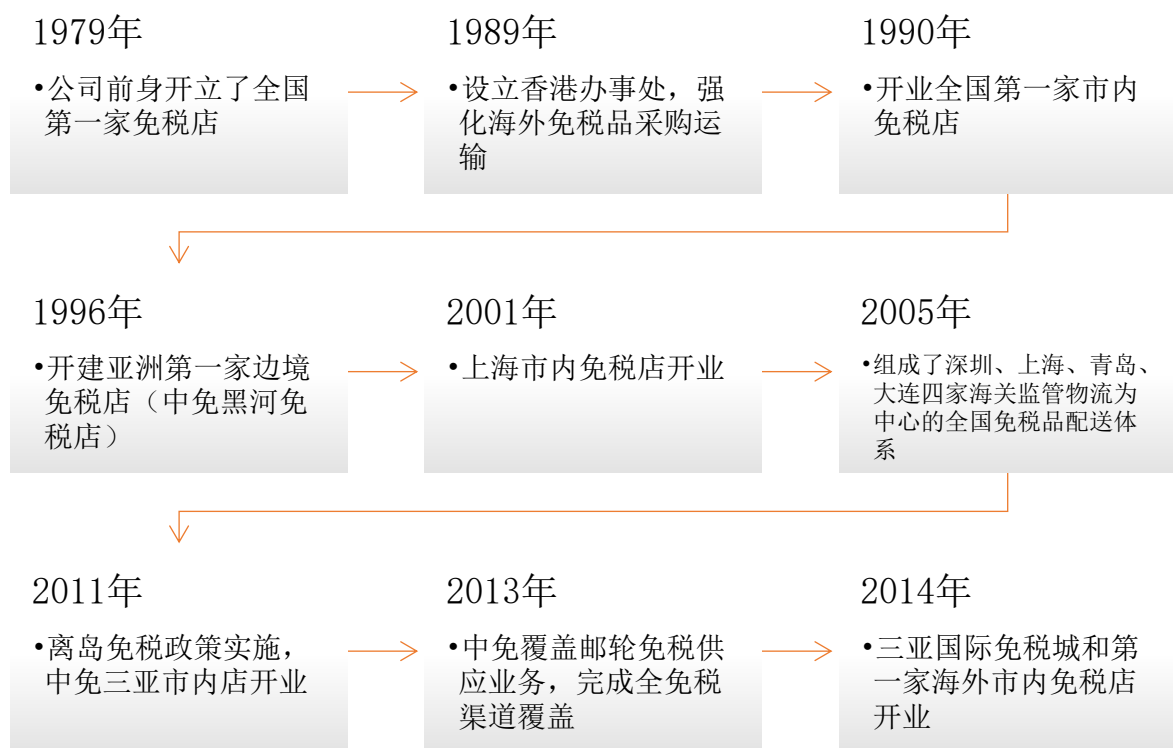 1979年
•公司前身开立了全国
第一家免税店
1989年
•设立香港办事处，强
化海外免税品采购运
输
1990年
•开业全国第一家市内
免税店
1996年
•开建亚洲第一家边境
免税店（中免黑河免
税店）
2001年
•上海市内免税店开业
2005年
•组成了深圳、上海、青岛、
大连四家海关监管物流为
中心的全国免税品配送体
系
2011年
•离岛免税政策实施，
中免三亚市内店开业
2013年
•中免覆盖邮轮免税供
应业务，完成全免税
渠道覆盖
2014年
•三亚国际免税城和第
一家海外市内免税店
开业